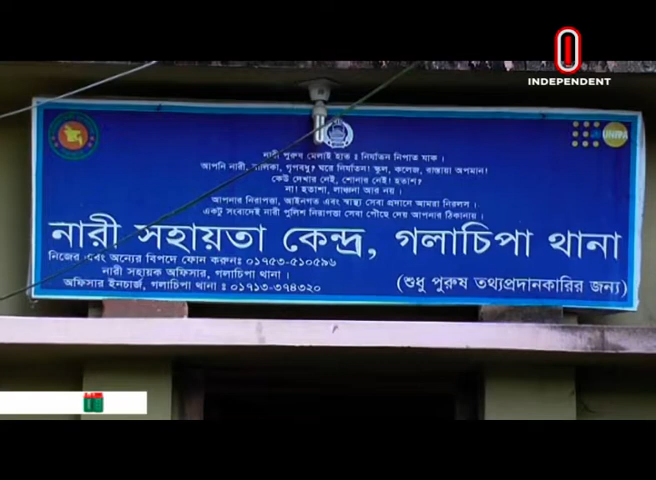 INDEPENDENT
UNFPA
নারী পুরুষ মেলাই হাত : নির্যাতন নিপাত যাক ।
আপনি নারী, বালিকা, গৃহবধু? ঘরে নির্যাতন! স্কুল, কলেজ, রাস্তায় অপমান!
কেউ দেখার নেই, শোনার নেই! হতাশ?
না! হতাশা, লাঞ্চনা আর নয় ।
আপনার নিরাপত্তা, আইনগত এবং স্বাস্থ্য সেবা প্রদানে আমরা নিরলস ।
একটু সংবাদেই নারী পুলিশ নিরাপত্তা সেবা পৌছে দেয় আপনার ঠিকানায় ।
নারী সহায়তা কেন্দ্র, গলাচিপা থানা
নিজের এবং অন্যের বিপদে ফোন করুনঃ ০১৭৫৩-৫১০৫৯৬
নারী সহায়ক অফিসার, গলাচিপা থানা ।
অফিসার ইনচার্জ, গলাচিপা থানা : ০১৭১৩-৩৭৪৩২০
(শুধু পুরুষ তথ্যপ্রদানকারির জন্য)